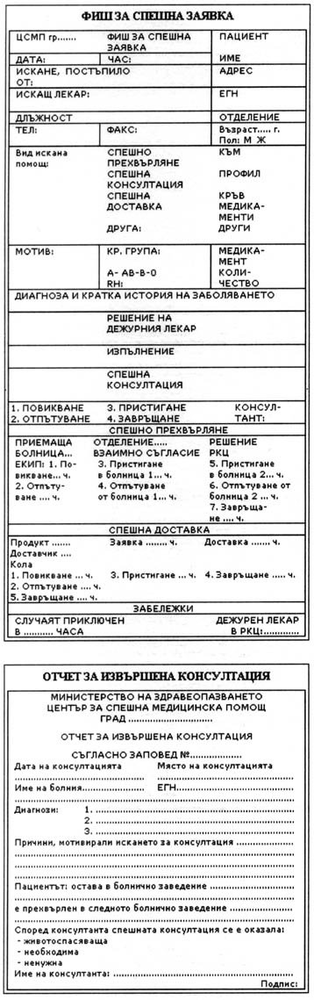 ФИШ ЗА СПЕШНА ЗАЯВКА
ЦСМП гр....... ФИШ ЗА СПЕШНА ПАЦИЕНТ
ЗАЯВКА
ДАТА: ЧАС: ИМЕ
ИСКАНЕ, ПОСТЪПИЛО АДРЕС
ОТ:
ИСКАЩ ЛЕКАР: ЕГН
ДЛЪЖНОСТ ОТДЕЛЕНИЕ
ТЕЛ: ФАКС: Възраст..... г.
Пол: М Ж
Вид искана СПЕШНО КЪМ
помощ: ПРЕХВЪРЛЯНЕ
СПЕШНА ПРОФИЛ
КОНСУЛТАЦИЯ
СПЕШНА КРЪВ
ДОСТАВКА МЕДИКА-
МЕНТИ
ДРУГА: ДРУГИ
МОТИВ: КР. ГРУПА: МЕДИКА-
МЕНТ
А- АВ-В-0 КОЛИ-
RH: ЧЕСТВО
ДИАГНОЗА И КРАТКА ИСТОРИЯ НА ЗАБОЛЯВАНЕТО
РЕШЕНИЕ НА
ДЕЖУРНИЯ ЛЕКАР
ИЗПЪЛНЕНИЕ
СПЕШНА
КОНСУЛТАЦИЯ
1. ПОВИКВАНЕ 3. ПРИСТИГАНЕ КОНСУЛ-
2. ОТПЪТУВАНЕ 4. ЗАВРЪЩАНЕ ТАНТ:
СПЕШНО ПРЕХВЪРЛЯНЕ
ПРИЕМАЩА ОТДЕЛЕНИЕ..... РЕШЕНИЕ
БОЛНИЦА... ВЗАИМНО СЪГЛАСИЕ РКЦ
ЕКИП: 1. По- 3. Пристигане 5. Пристигане
викване... ч. в болница 1... ч. в болница 2... ч.
2. Отпъту- 4. Отпътуване 6. Отпътуване от
ване .... ч. от болница 1... ч. болница 2 ... ч.
7. Завръща-
не .... ч.
СПЕШНА ДОСТАВКА
Продукт ....... Заявка ........ ч. Доставка ....... ч.
Доставчик ....
Кола
1. Повикване ... ч. 3. Пристигане ... ч. 4. Завръщане ..... ч.
2. Отпътуване .... ч.
5. Завръщане .... ч.
ЗАБЕЛЕЖКИ
СЛУЧАЯТ ПРИКЛЮЧЕН ДЕЖУРЕН ЛЕКАР
В ........... ЧАСА В РКЦ:.............
ОТЧЕТ ЗА ИЗВЪРШЕНА КОНСУЛТАЦИЯ
МИНИСТЕРСТВО НА ЗДРАВЕОПАЗВАНЕТО
ЦЕНТЪР ЗА СПЕШНА МЕДИЦИНСКА ПОМОЩ
ГРАД ............................
ОТЧЕТ ЗА ИЗВЪРШЕНА КОНСУЛТАЦИЯ
СЪГЛАСНО ЗАПОВЕД №..................
Дата на консултацията Място на консултацията
.................................... ....................................
Име на болния.............. ЕГН................................
Диагнози: 1. ........................................................
2. ........................................................
3. ........................................................
Причини, мотивирали искането за консултация ....................
................................................................................
................................................................................
................................................................................
Пациентът: остава в болнично заведение ............................
................................................................................
е прехвърлен в следното болнично заведение ....................
................................................................................
Според консултанта спешната консултация се е оказала:
- животоспасяваща
- необходима
- ненужна
Име на консултанта: ....................................................
Подпис: